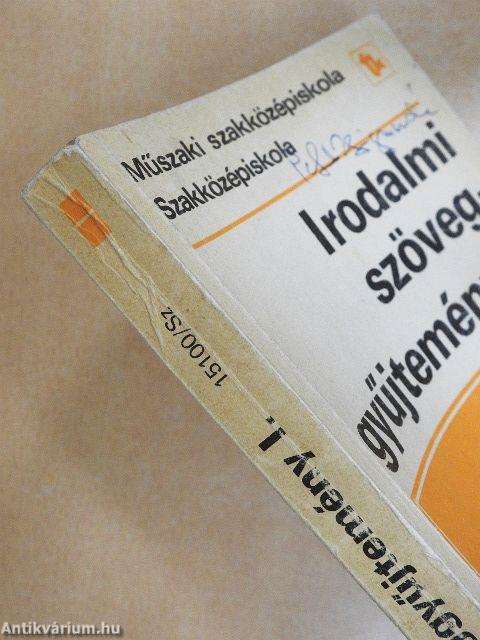 Műszaki szakközépiskola
Szakközépiskola
Irodalmi
szöveg
gyűjtemén
15100/Sz
gyűjtemény I.
Antikvárium.hu